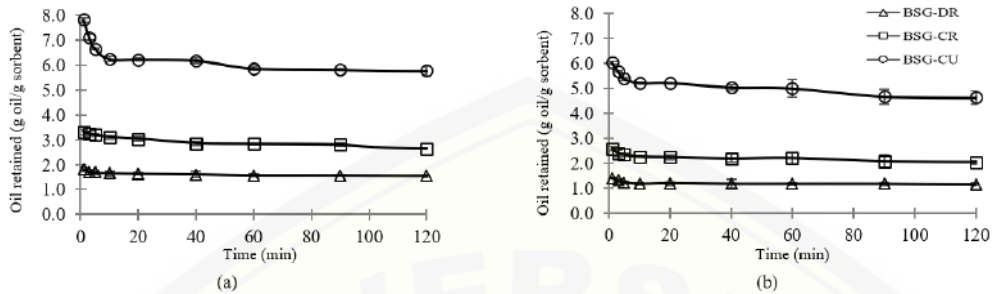 8.0
7.0
6.0
5.0
4.0
3.0
2.0
1.0
0.0
Oil retained (g oil/g sorbent)
0 20 40 60 80 100 120
Time (min)
(a)
8.0
7.0
6.0
5.0
4.0
3.0
2.0
1.0
0.0
Oil retained (g oil/g sorbent)
0 20 40 60 80 100 120
Time (min)
(b)
BSG-DR
BSG-CR
BSG-CU